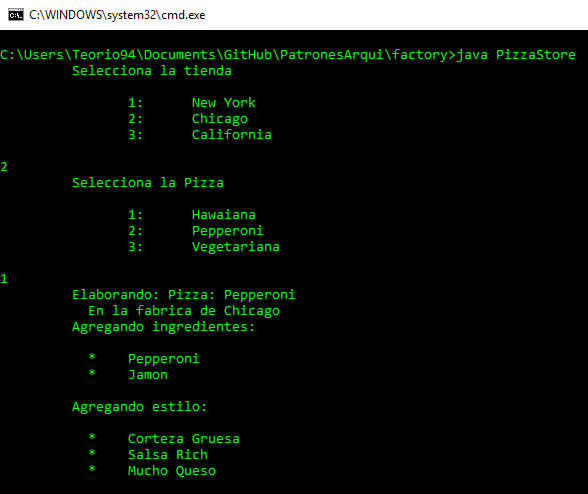 C:\WINDOWS\system32\cmd.exe
C:\Users\Teorio94\Documents\GitHub\PatronesArqui\factory>java PizzaStore
Selecciona la tienda
1: New York
2: Chicago
3: California
2
Selecciona la Pizza
1: Hawaiana
2: Pepperoni
3: Vegetariana
1
Elaborando: Pizza: Pepperoni
En la fabrica de Chicago
Agregando ingredientes:
* Pepperoni
* Jamon
Agregando estilo:
* Corteza Gruesa
* Salsa Rich
* Mucho Queso